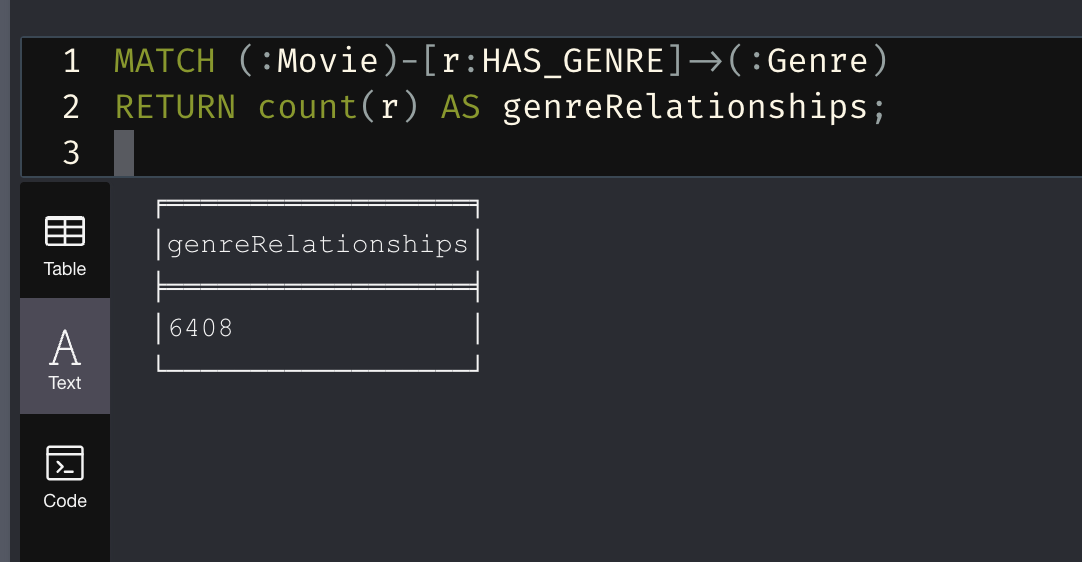 1 MATCH (:Movie)-[r:HAS_GENRE]->(:Genre)
2 RETURN count(r) AS genreRelationships;
3
Table
genreRelationships
6408
Text
Code